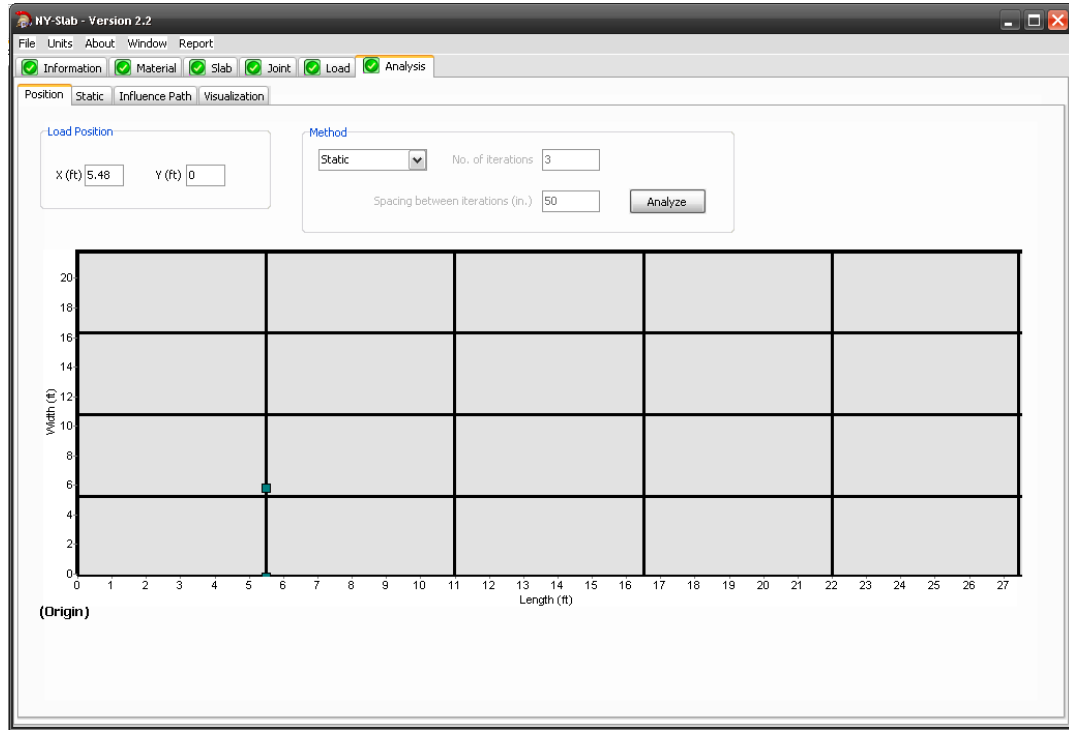 NY-Slab - Version 2.2
File Units About Window Report
Information Material Slab Joint Load Analysis
Position Static Influence Path Visualization
Load Position
Method
Static No. of iterations 3
X (ft) 5.48 Y (ft) 0
Spacing between iterations (in.) 50 Analyze
20
18
16
14
12
10
8
6
4
2
0
Width (ft)
0 1 2 3 4 5 6 7 8 9 10 11 12 13 14 15 16 17 18 19 20 21 22 23 24 25 26 27
Length (ft)
(Origin)